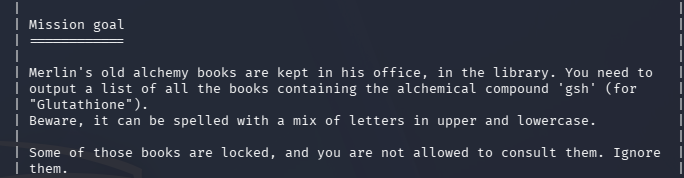 Mission goal
============
Merlin's old alchemy books are kept in his office, in the library. You need to
output a list of all the books containing the alchemical compound 'gsh' (for
"Glutathione").
Beware, it can be spelled with a mix of letters in upper and lowercase.
Some of those books are locked, and you are not allowed to consult them. Ignore
them.